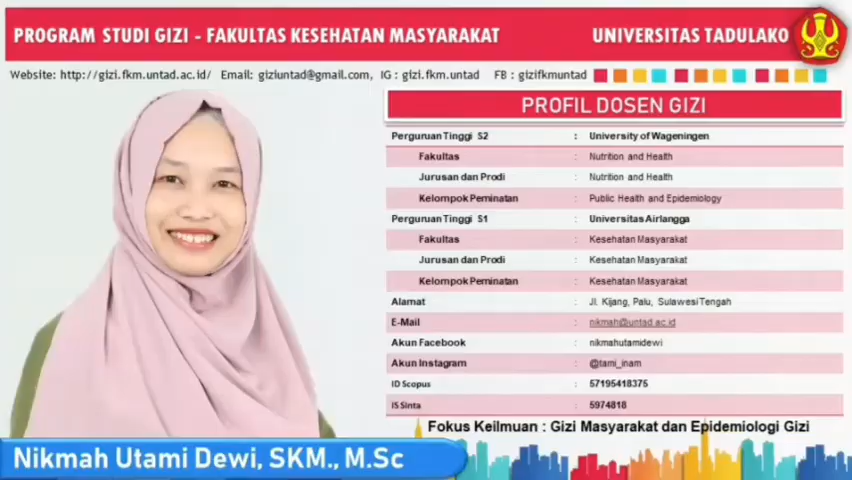 PROGRAM STUDI GIZI - FAKULTAS KESEHATAN MASYARAKAT UNIVERSITAS TADULAKO
Website: http://gizi.fkm.untad.ac.id/ Email: giziuntad@gmail.com, IG : gizi.fkm.untad FB : gizifkmuntad
PROFIL DOSEN GIZI
Perguruan Tinggi S2 : University of Wageningen
Fakultas : Nutrition and Health
Jurusan dan Prodi : Nutrition and Health
Kelompok Peminatan : Public Health and Epidemiology
Perguruan Tinggi S1 : Universitas Airlangga
Fakultas : Kesehatan Masyarakat
Jurusan dan Prodi : Kesehatan Masyarakat
Kelompok Peminatan : Kesehatan Masyarakat
Alamat : Jl. Kijang, Palu, Sulawesi Tengah
E-Mail : nikmah@untad.ac.id
Akun Facebook : nikmahutamidewi
Akun Instagram : @tami_inam
ID Scopus : 57195418375
IS Sinta : 5974818
Fokus Keilmuan : Gizi Masyarakat dan Epidemiologi Gizi
Nikmah Utami Dewi, SKM., M.Sc